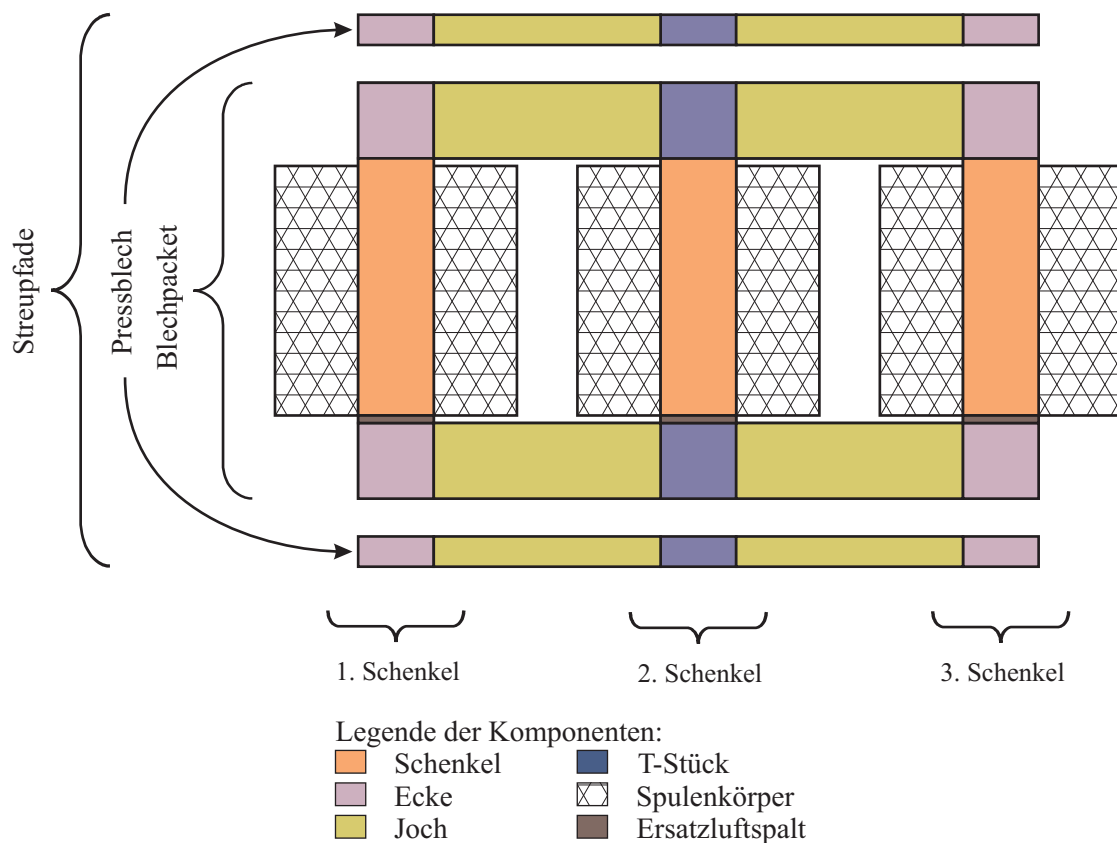 Streupfade
Pressblech
Blechpacket
1. Schenkel
2. Schenkel
3. Schenkel
Legende der Komponenten:
Schenkel
T-Stück
Ecke
Spulenkörper
Joch
Ersatzluftspalt